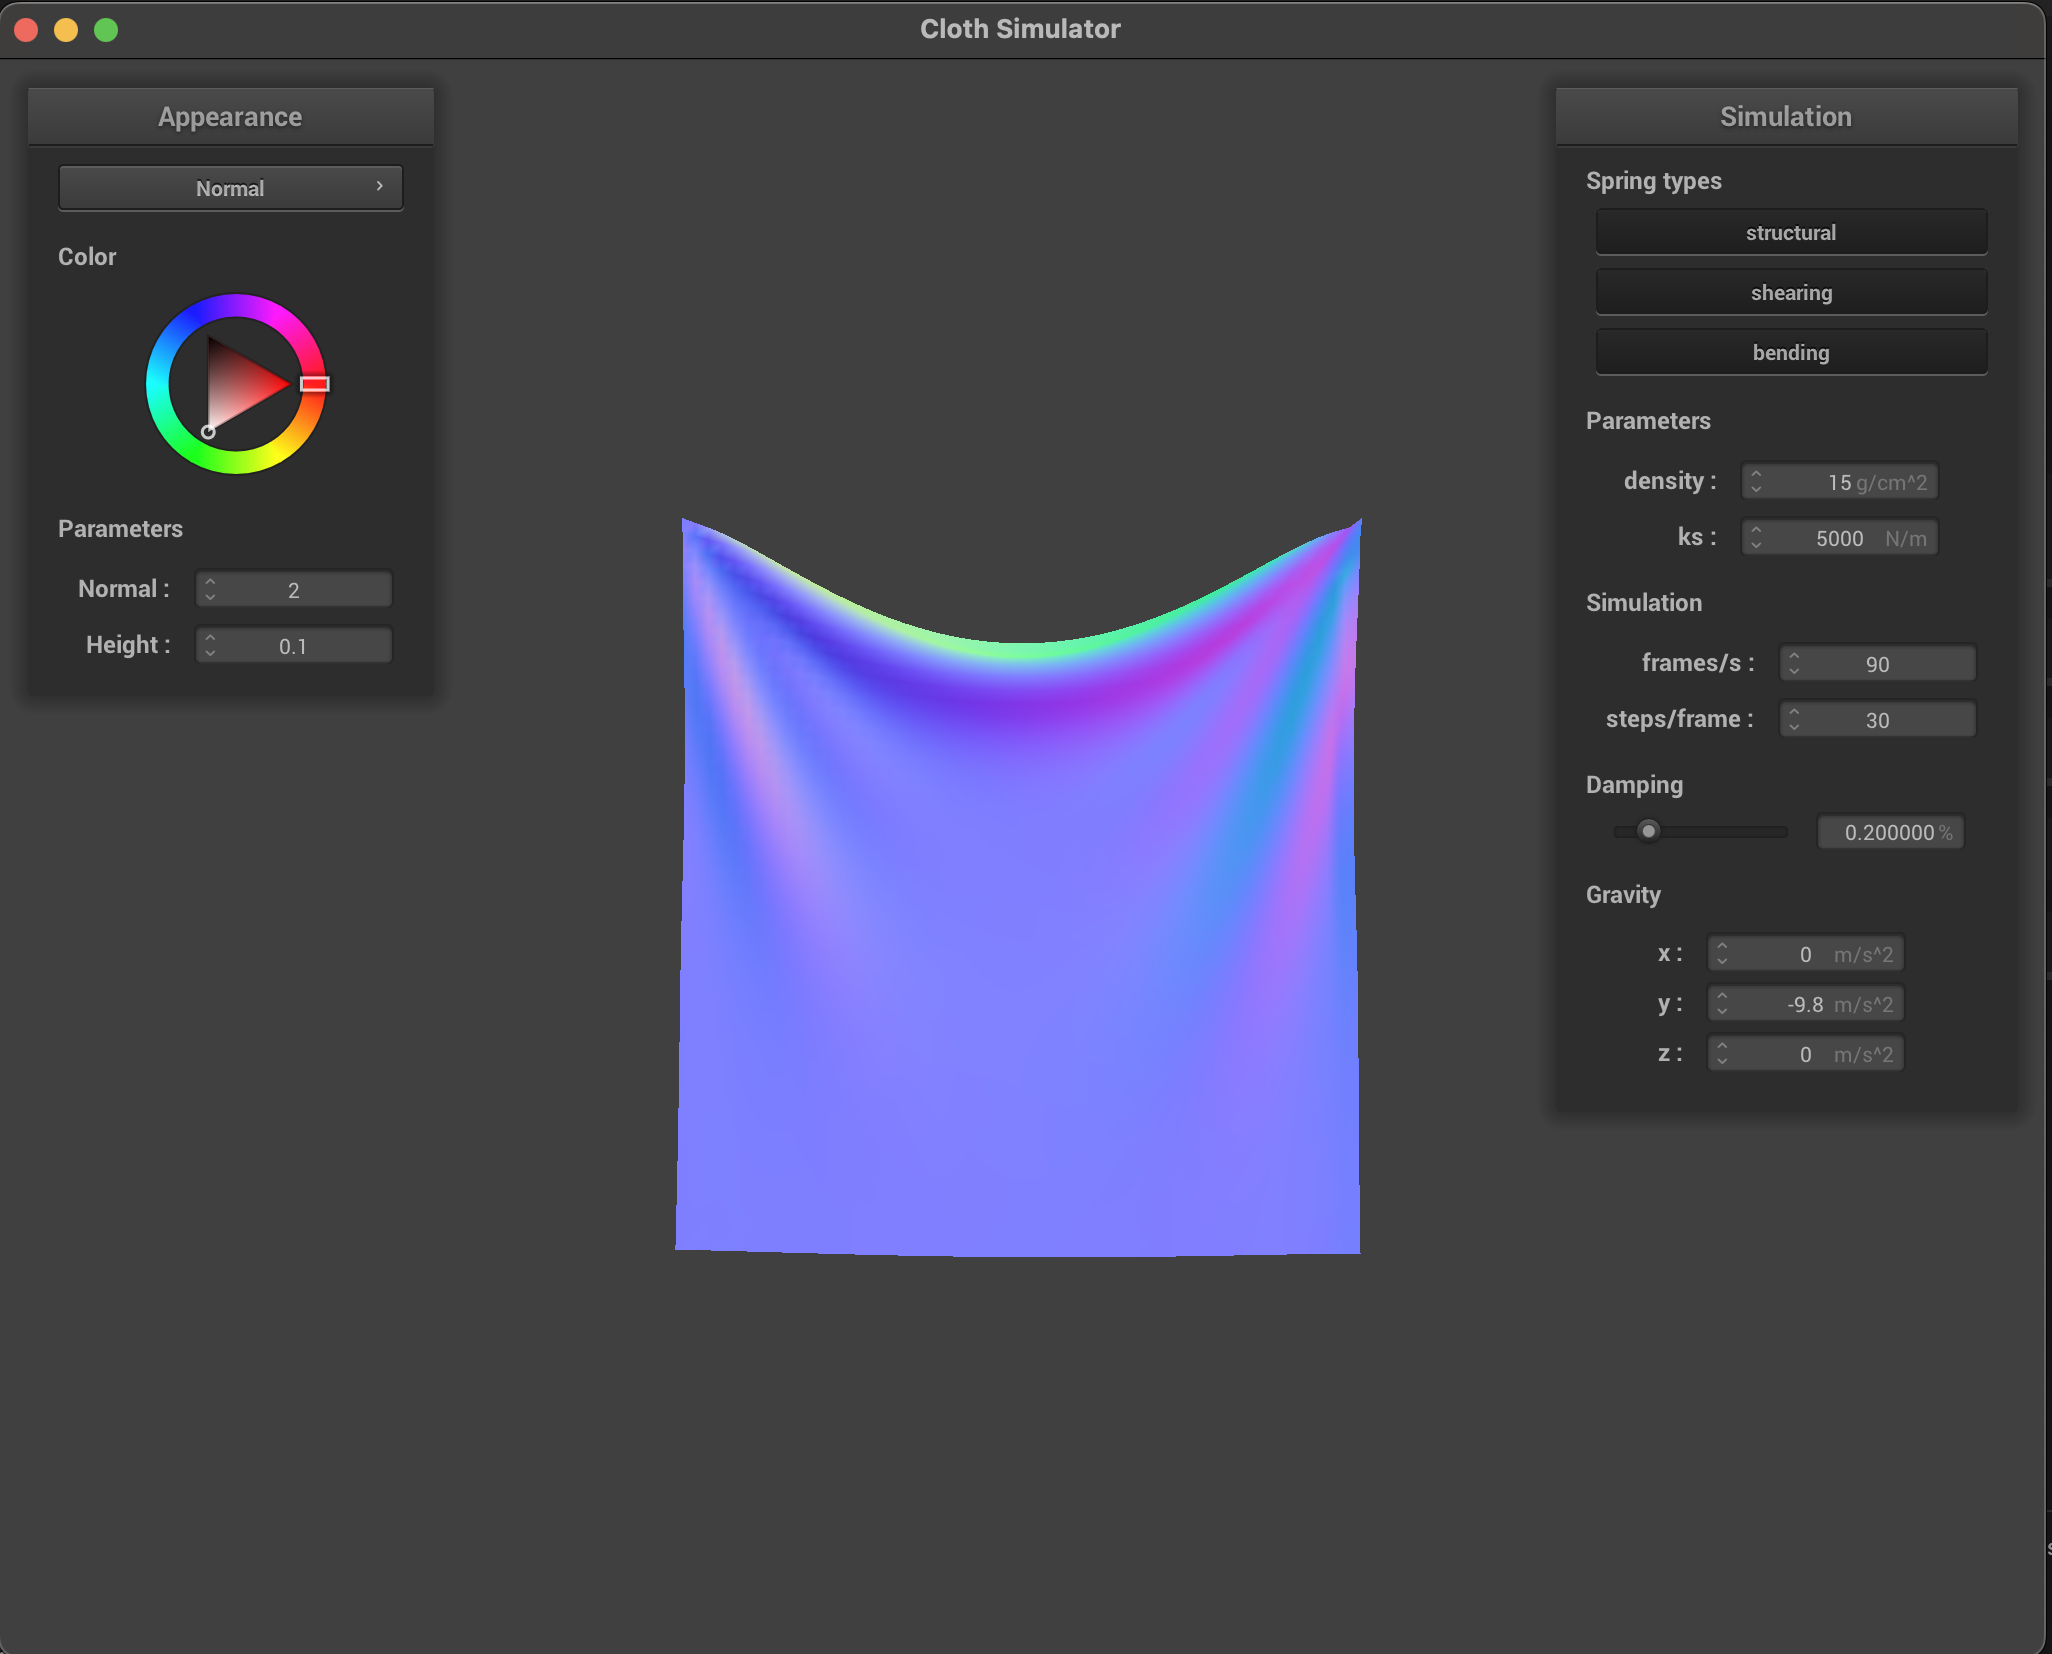 Cloth Simulator
Appearance
Normal
Color
Parameters
Normal : 2
Height : 0.1
Simulation
Spring types
structural
shearing
bending
Parameters
density : 15 g/cm^2
ks : 5000 N/m
Simulation
frames/s : 90
steps/frame : 30
Damping
0.200000 %
Gravity
x : 0 m/s^2
y : -9.8 m/s^2
z : 0 m/s^2